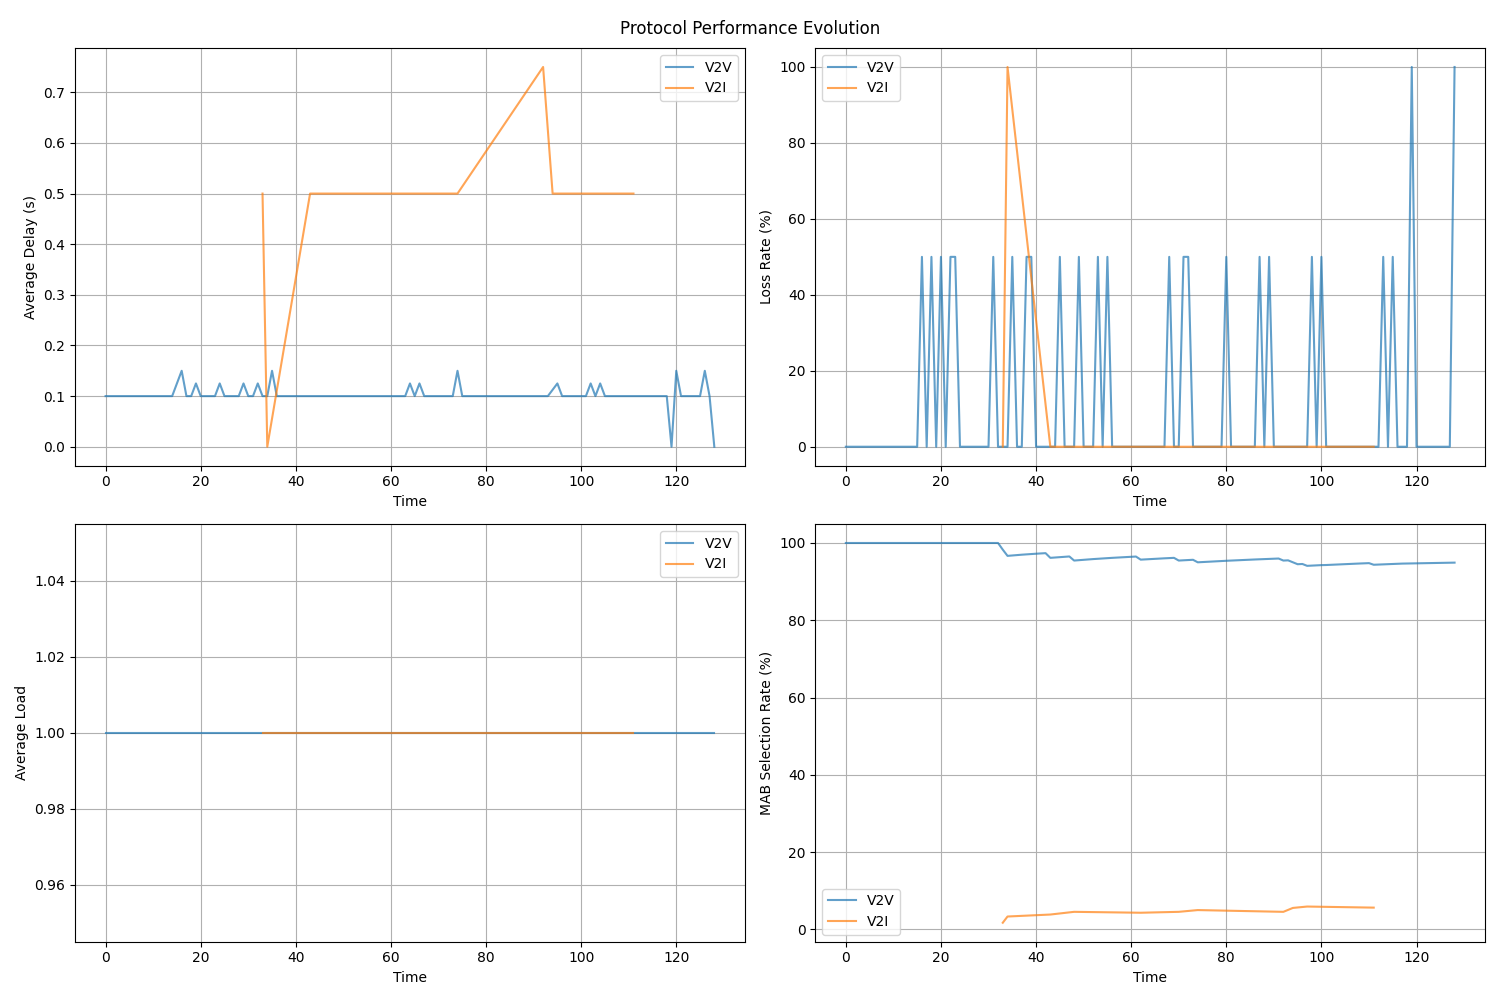 Protocol Performance Evolution
Average Delay (s)
0.7
0.6
0.5
0.4
0.3
0.2
0.1
0.0
V2V
V2I
0 20 40 60 80 100 120
Time
Loss Rate (%)
100
80
60
40
20
0
V2V
V2I
0 20 40 60 80 100 120
Time
Average Load
1.04
1.02
1.00
0.98
0.96
V2V
V2I
0 20 40 60 80 100 120
Time
MAB Selection Rate (%)
100
80
60
40
20
0
V2V
V2I
0 20 40 60 80 100 120
Time